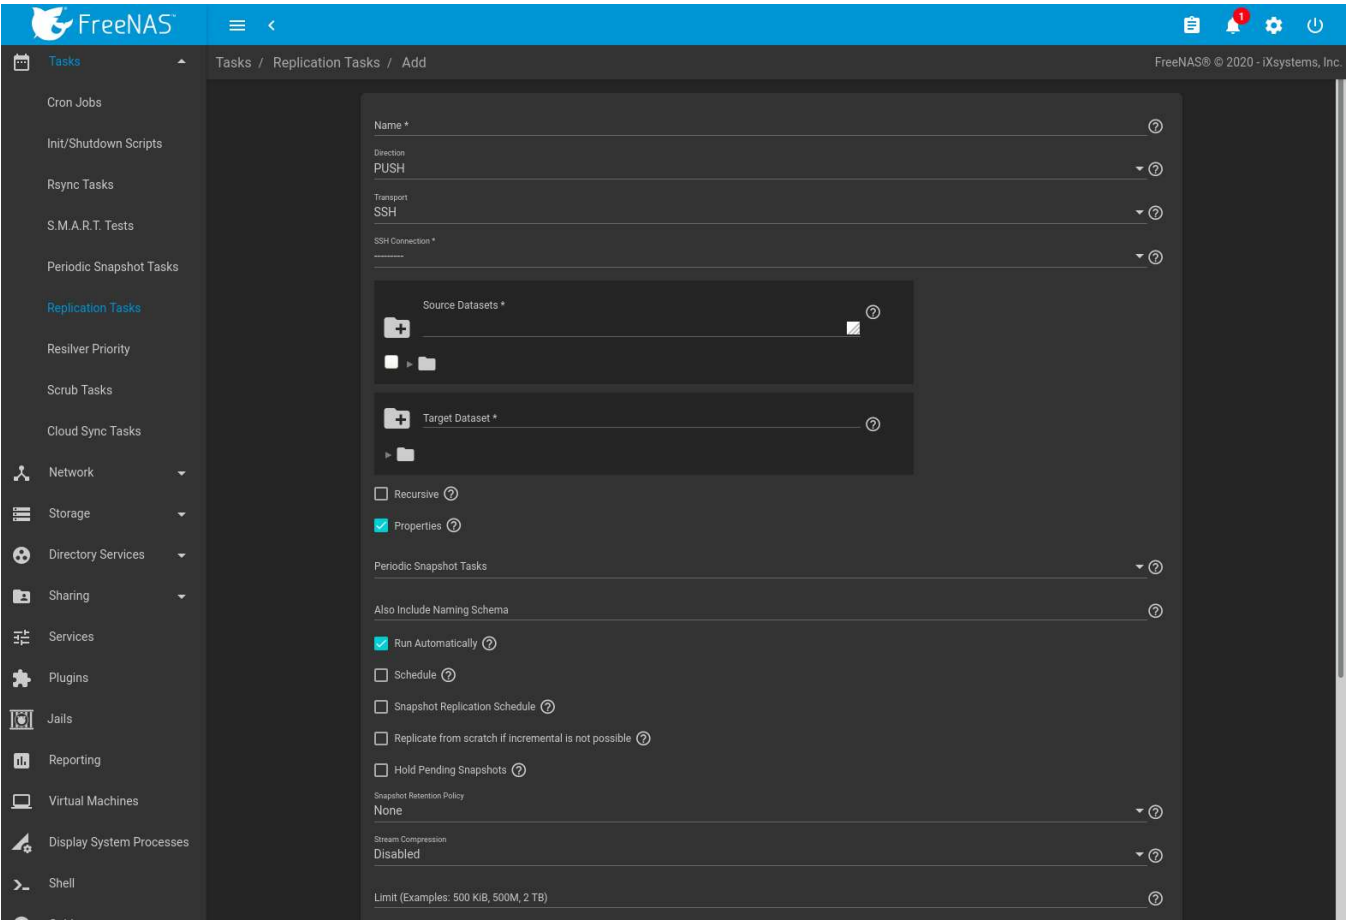 FreeNAS™
1
Tasks
Tasks / Replication Tasks / Add
FreeNAS® © 2020 - iXsystems, Inc.
Cron Jobs
Init/Shutdown Scripts
Rsync Tasks
S.M.A.R.T. Tests
Periodic Snapshot Tasks
Replication Tasks
Resilver Priority
Scrub Tasks
Cloud Sync Tasks
Network
Storage
Directory Services
Sharing
Services
Plugins
Jails
Reporting
Virtual Machines
Display System Processes
Shell
Name *
Direction
PUSH
Transport
SSH
SSH Connection *
---------
Source Datasets *
Target Dataset *
Recursive
Properties
Periodic Snapshot Tasks
Also Include Naming Schema
Run Automatically
Schedule
Snapshot Replication Schedule
Replicate from scratch if incremental is not possible
Hold Pending Snapshots
Snapshot Retention Policy
None
Stream Compression
Disabled
Limit (Examples: 500 KiB, 500M, 2 TB)